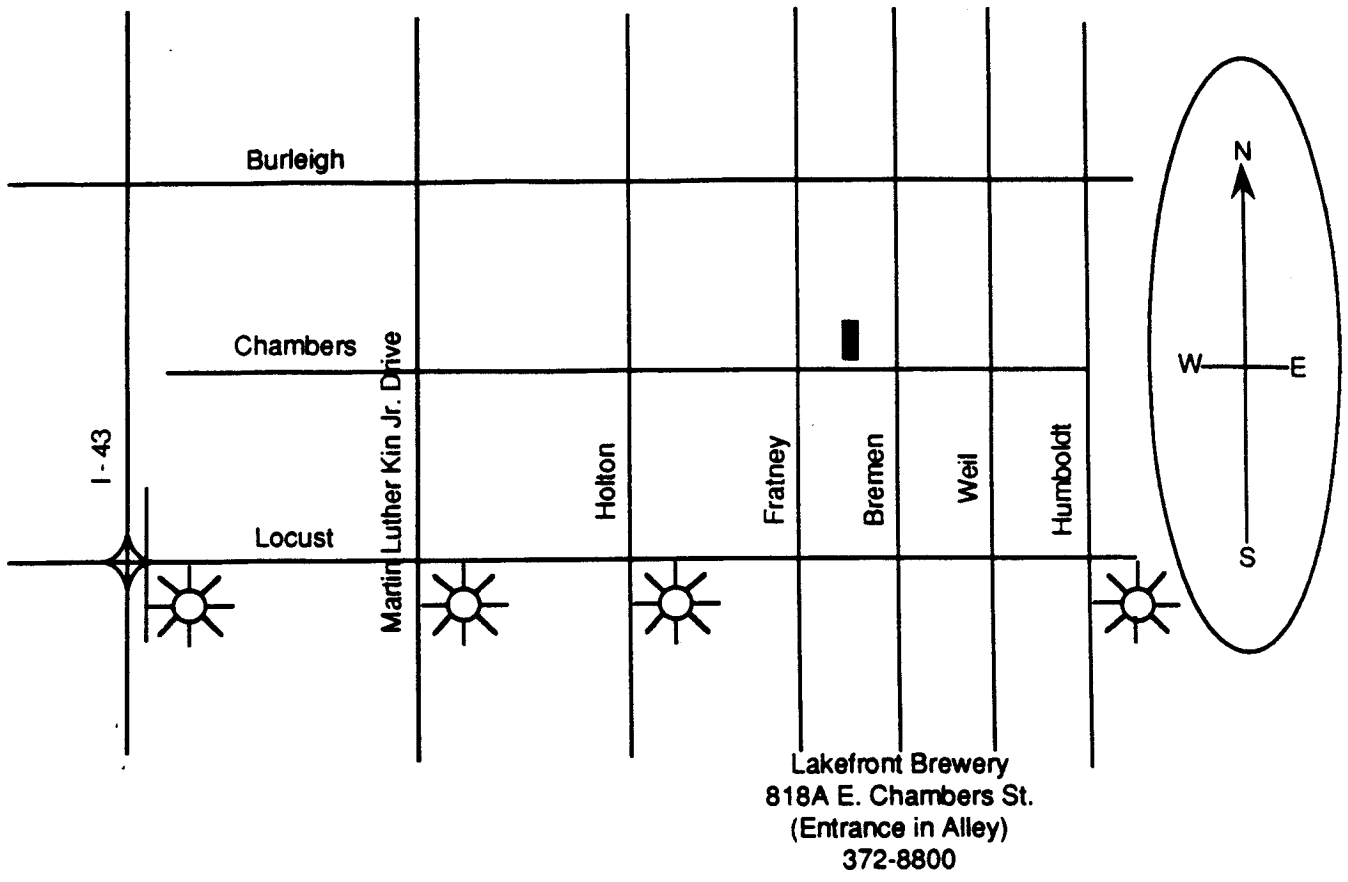 Burleigh
N
Chambers
W E
Martin Luther Kin Jr. Drive
I - 43
Holton
Fratney
Bremen
Weil
Humboldt
Locust
S
Lakefront Brewery
818A E. Chambers St.
(Entrance in Alley)
372-8800